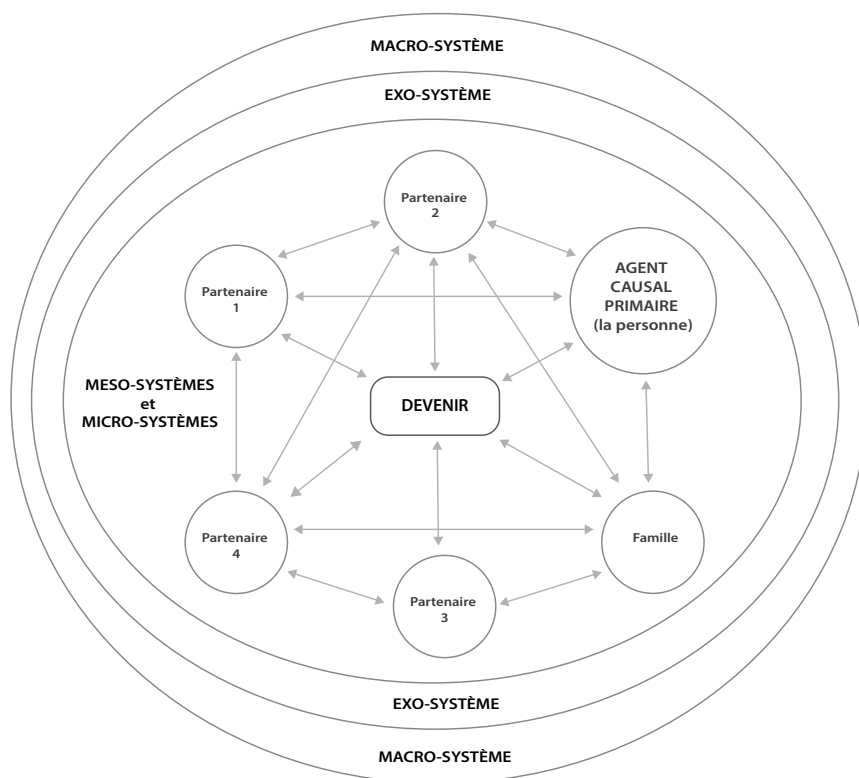 MACRO-SYSTÈME
EXO-SYSTÈME
Partenaire
2
AGENT
CAUSAL
PRIMAIRE
(la personne)
Partenaire
1
MESO-SYSTÈMES
et
MICRO-SYSTÈMES
DEVENIR
Partenaire
4
Famille
Partenaire
3
EXO-SYSTÈME
MACRO-SYSTÈME